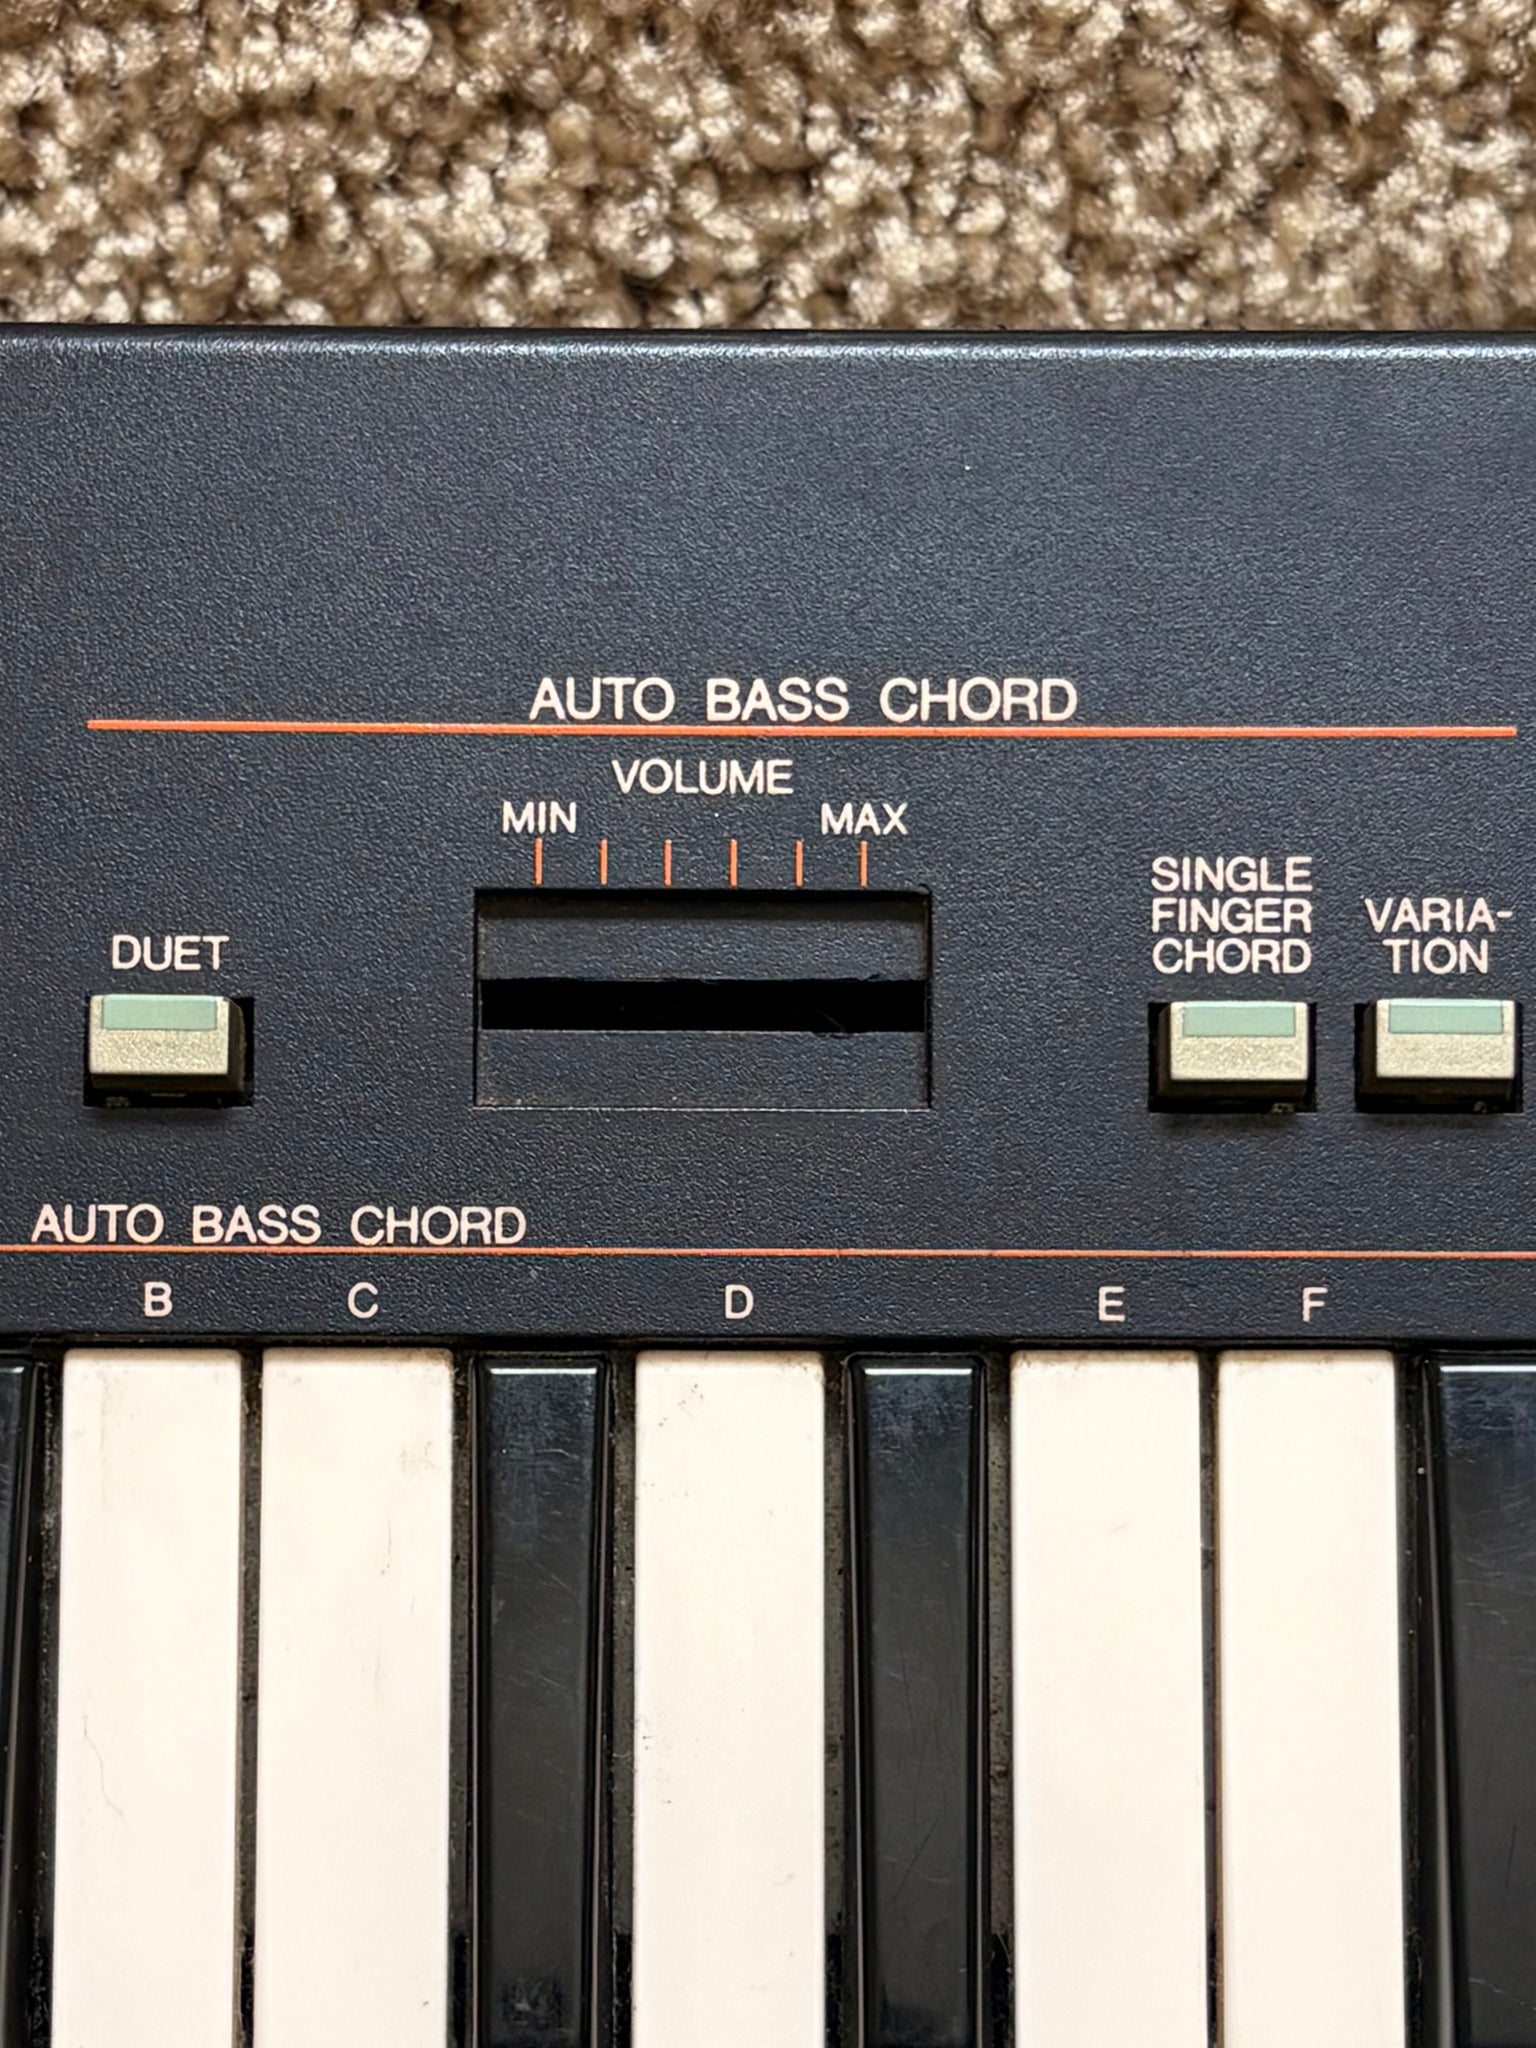 AUTO BASS CHORD
VOLUME
MIN MAX
DUET
SINGLE
FINGER
CHORD
VARIA-
TION
AUTO BASS CHORD
B C D E F